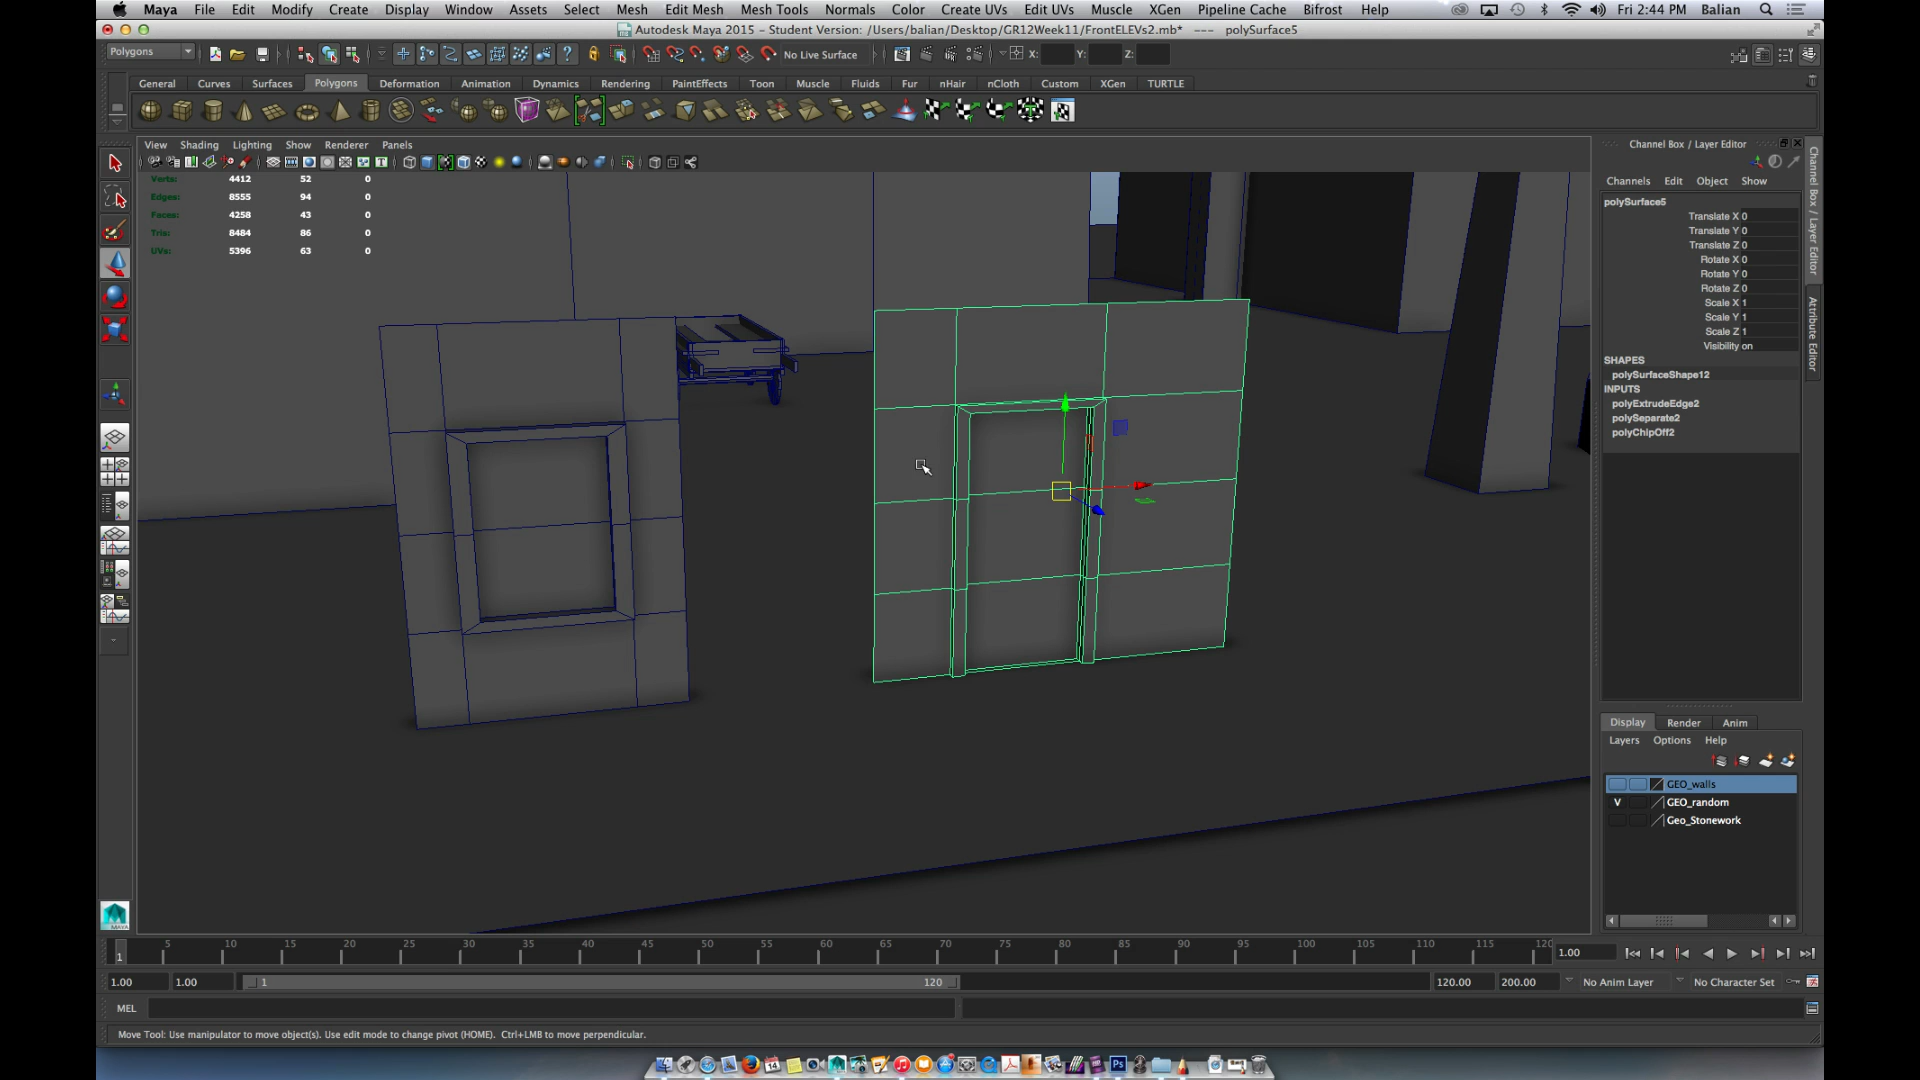 Maya File Edit Modify Create Display Window Assets Select Mesh Edit Mesh Mesh Tools Normals Color Create UVs Edit UVs Muscle XGen Pipeline Cache Bifrost Help Fri 2:44 PM Balian
Autodesk Maya 2015 - Student Version: /Users/balian/Desktop/GR12Week11/FrontELEVs2.mb* --- polySurface5
Polygons No Live Surface X: Y: Z:
General Curves Surfaces Polygons Deformation Animation Dynamics Rendering PaintEffects Toon Muscle Fluids Fur nHair nCloth Custom XGen TURTLE
View Shading Lighting Show Renderer Panels
Verts: 4412 52 0
Edges: 8555 94 0
Faces: 4258 43 0
Tris: 8484 86 0
UVs: 5396 63 0
Channel Box / Layer Editor
Channels Edit Object Show
polySurface5
Translate X 0
Translate Y 0
Translate Z 0
Rotate X 0
Rotate Y 0
Rotate Z 0
Scale X 1
Scale Y 1
Scale Z 1
Visibility on
SHAPES
polySurfaceShape12
INPUTS
polyExtrudeEdge2
polySeparate2
polyChipOff2
Channel Box / Layer Editor
Attribute Editor
Display Render Anim
Layers Options Help
GEO_walls
V GEO_random
Geo_Stonework
MAYA
1 5 10 15 20 25 30 35 40 45 50 55 60 65 70 75 80 85 90 95 100 105 110 115 120 1.00
1.00 1.00 1 120 120.00 200.00 No Anim Layer No Character Set
MEL
Move Tool: Use manipulator to move object(s). Use edit mode to change pivot (HOME). Ctrl+LMB to move perpendicular.
14 Ps